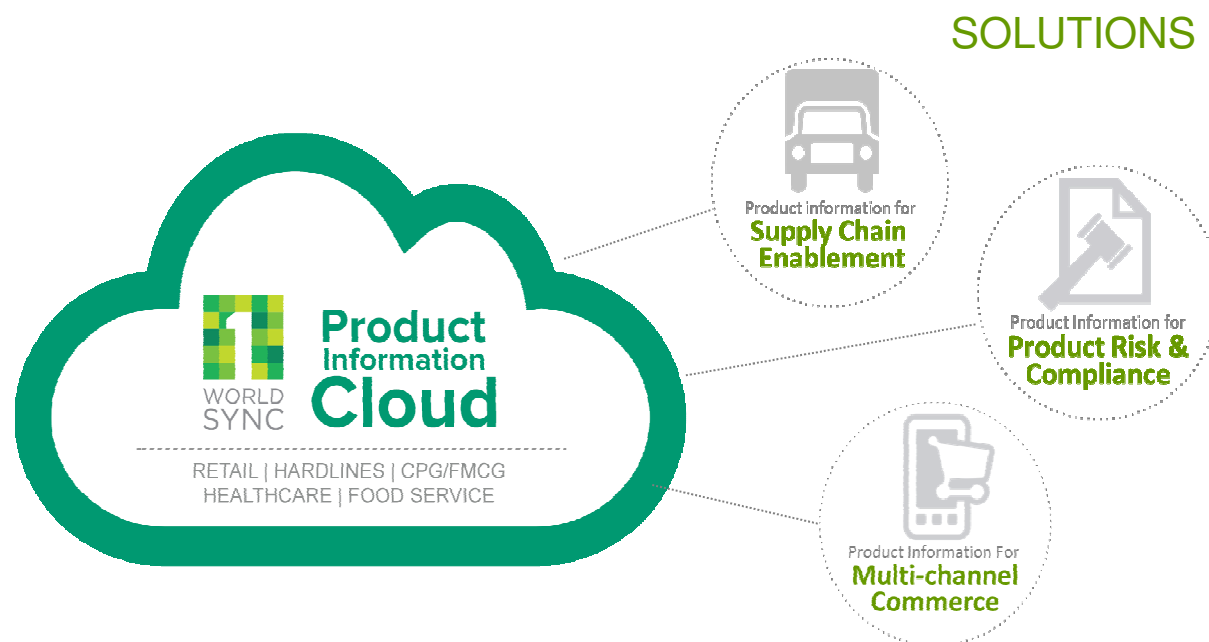 SOLUTIONS
Product information for
Supply Chain
Enablement
Product Information for
Product Risk &
Compliance
1
WORLD
SYNC
Product
Information
Cloud
RETAIL | HARDLINES | CPG/FMCG
HEALTHCARE | FOOD SERVICE
Product Information For
Multi-channel
Commerce